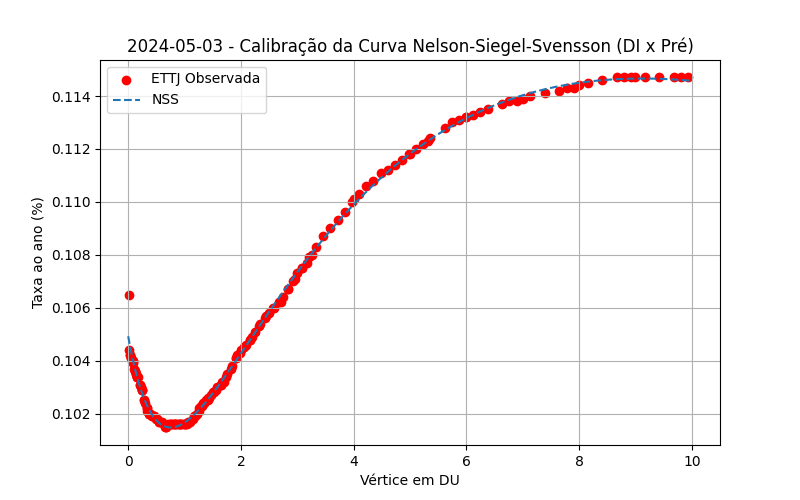 2024-05-03 - Calibração da Curva Nelson-Siegel-Svensson (DI x Pré)
ETTJ Observada
NSS
Taxa ao ano (%)
0.114
0.112
0.110
0.108
0.106
0.104
0.102
0 2 4 6 8 10
Vértice em DU